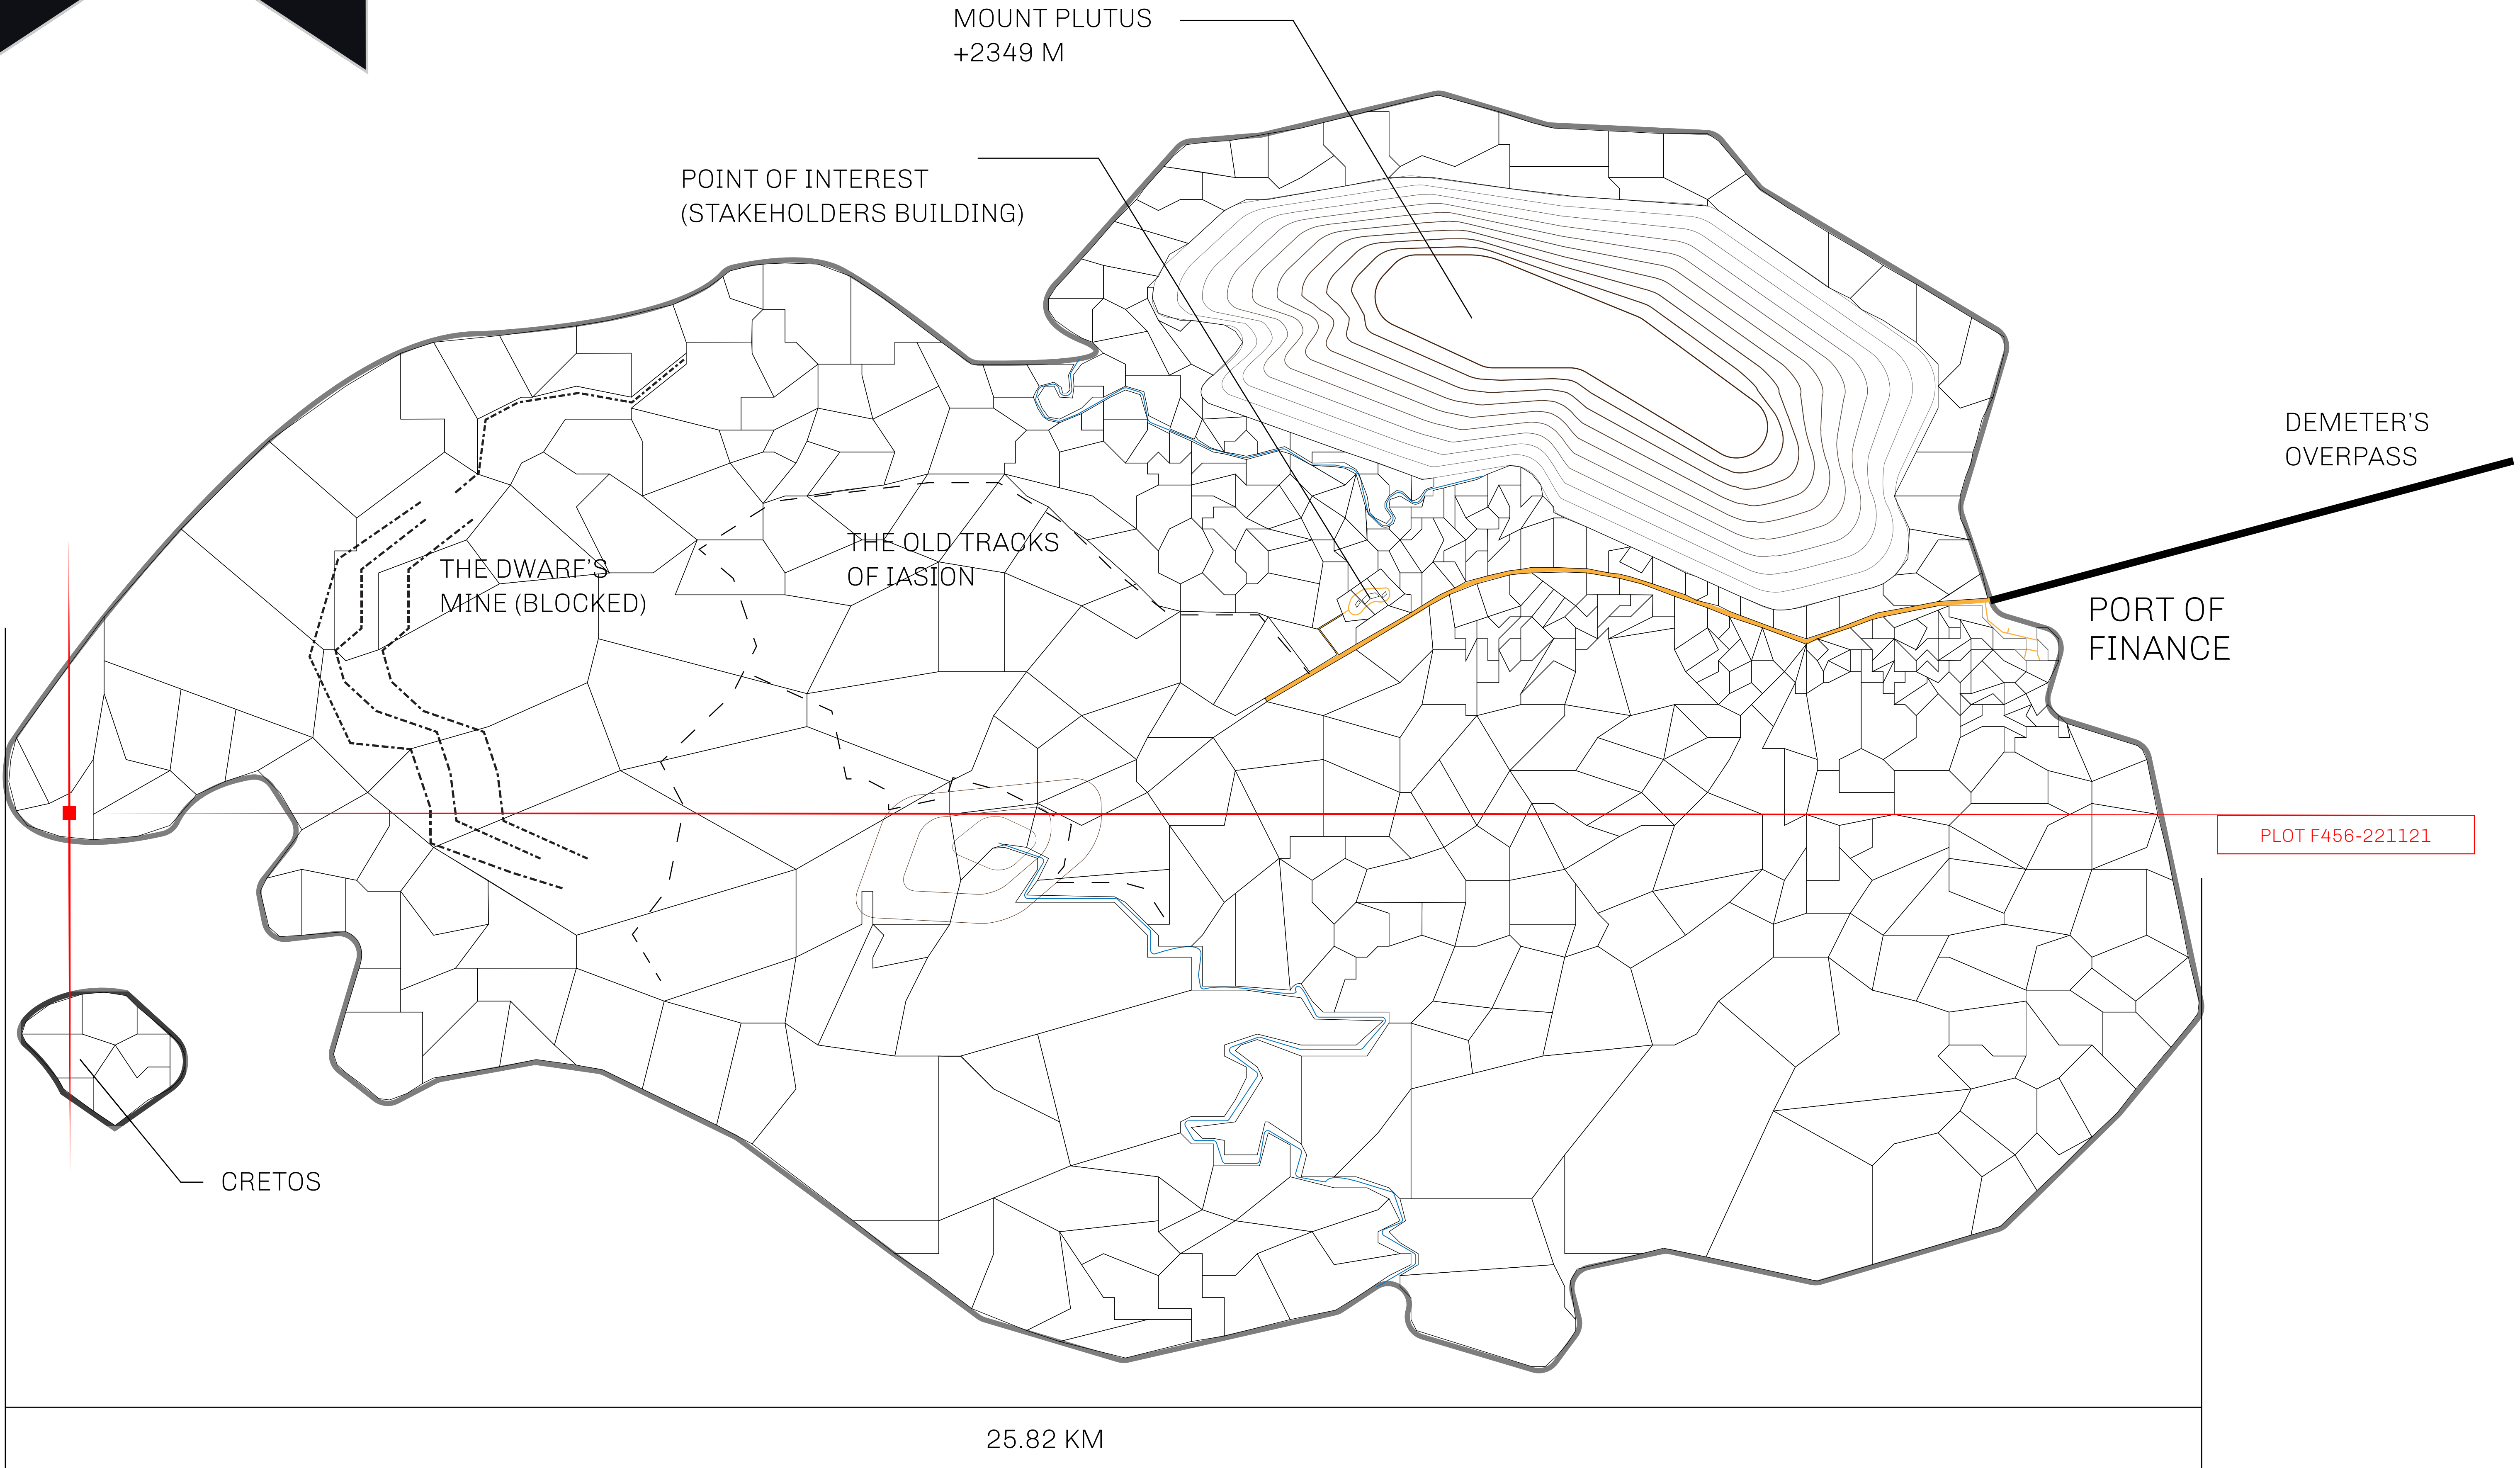 MOUNT PLUTUS
+2349 M
POINT OF INTEREST
(STAKEHOLDERS BUILDING)
DEMETER'S
OVERPASS
THE OLD TRACKS
OF IASION
THE DWARF'S
MINE (BLOCKED)
PORT OF
FINANCE
PLOT F456-221121
CRETOS
25.82 KM